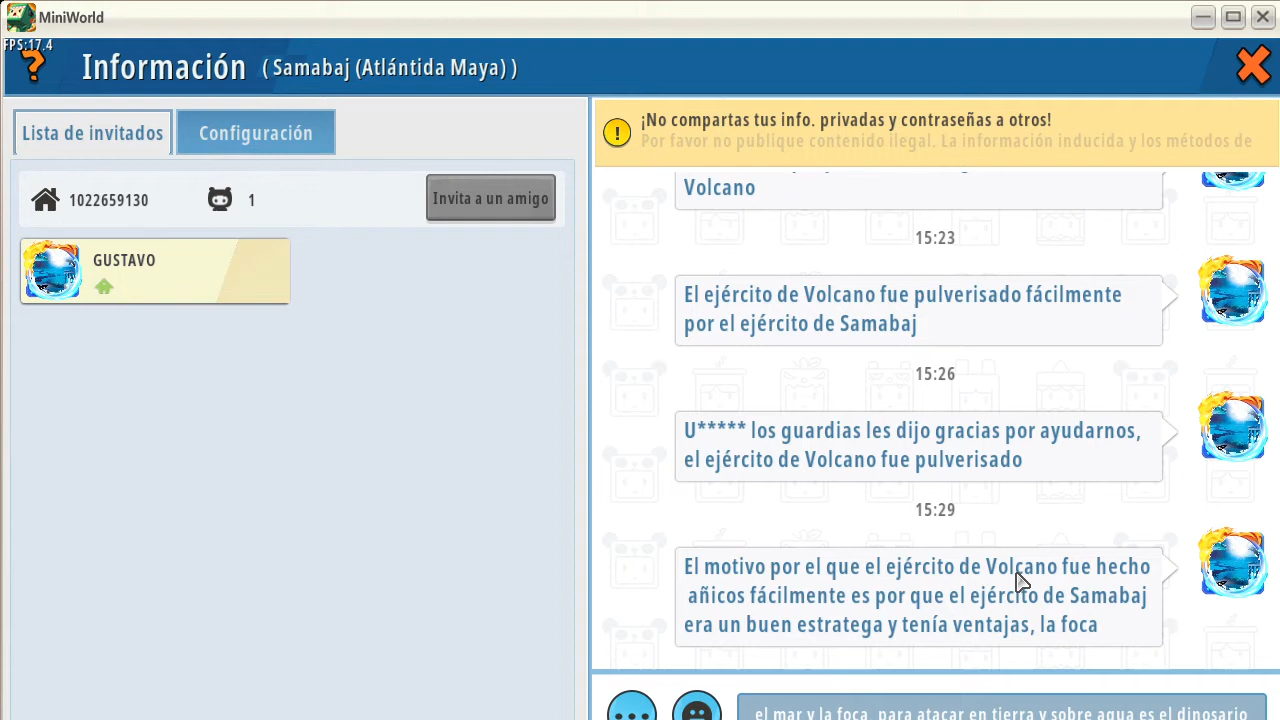 MiniWorld
FPS:17.4
?
Información ( Samabaj (Atlántida Maya) )
Lista de invitados
Configuración
1022659130
1
Invita a un amigo
GUSTAVO
!
¡No compartas tus info. privadas y contraseñas a otros!
Por favor no publique contenido ilegal. La información inducida y los métodos de
Volcano
15:23
El ejército de Volcano fue pulverisado fácilmente
por el ejército de Samabaj
15:26
U***** los guardias les dijo gracias por ayudarnos,
el ejército de Volcano fue pulverisado
15:29
El motivo por el que el ejército de Volcano fue hecho
añicos fácilmente es por que el ejército de Samabaj
era un buen estratega y tenía ventajas, la foca
el mar y la foca, para atacar en tierra y sobre agua es el dinosario